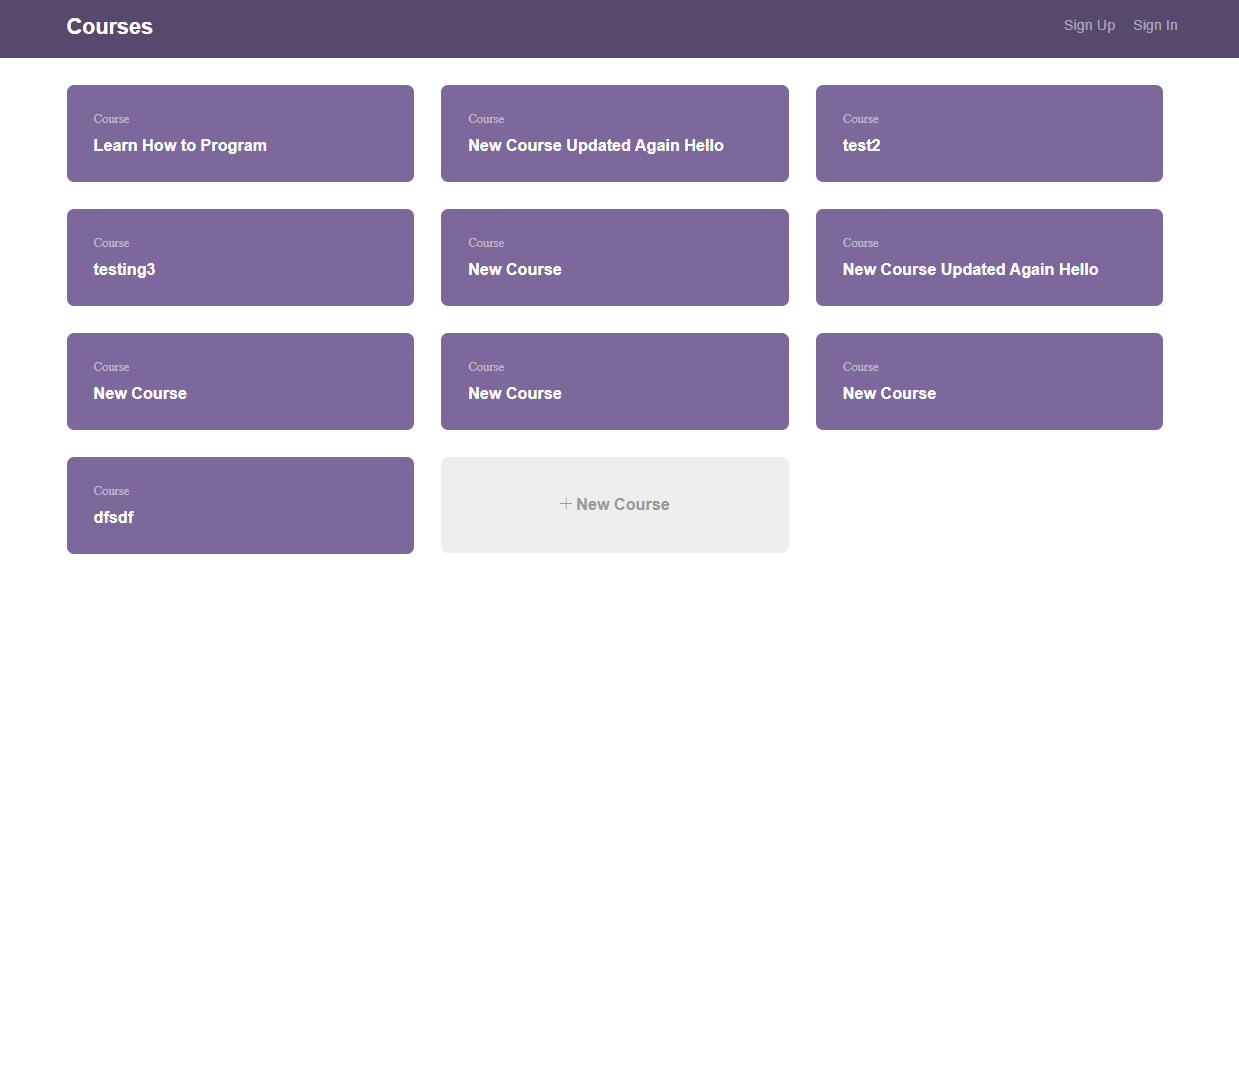 Courses
Sign Up
Sign In
Course
Learn How to Program
Course
New Course Updated Again Hello
Course
test2
Course
testing3
Course
New Course
Course
New Course Updated Again Hello
Course
New Course
Course
New Course
Course
New Course
Course
dfsdf
+ New Course